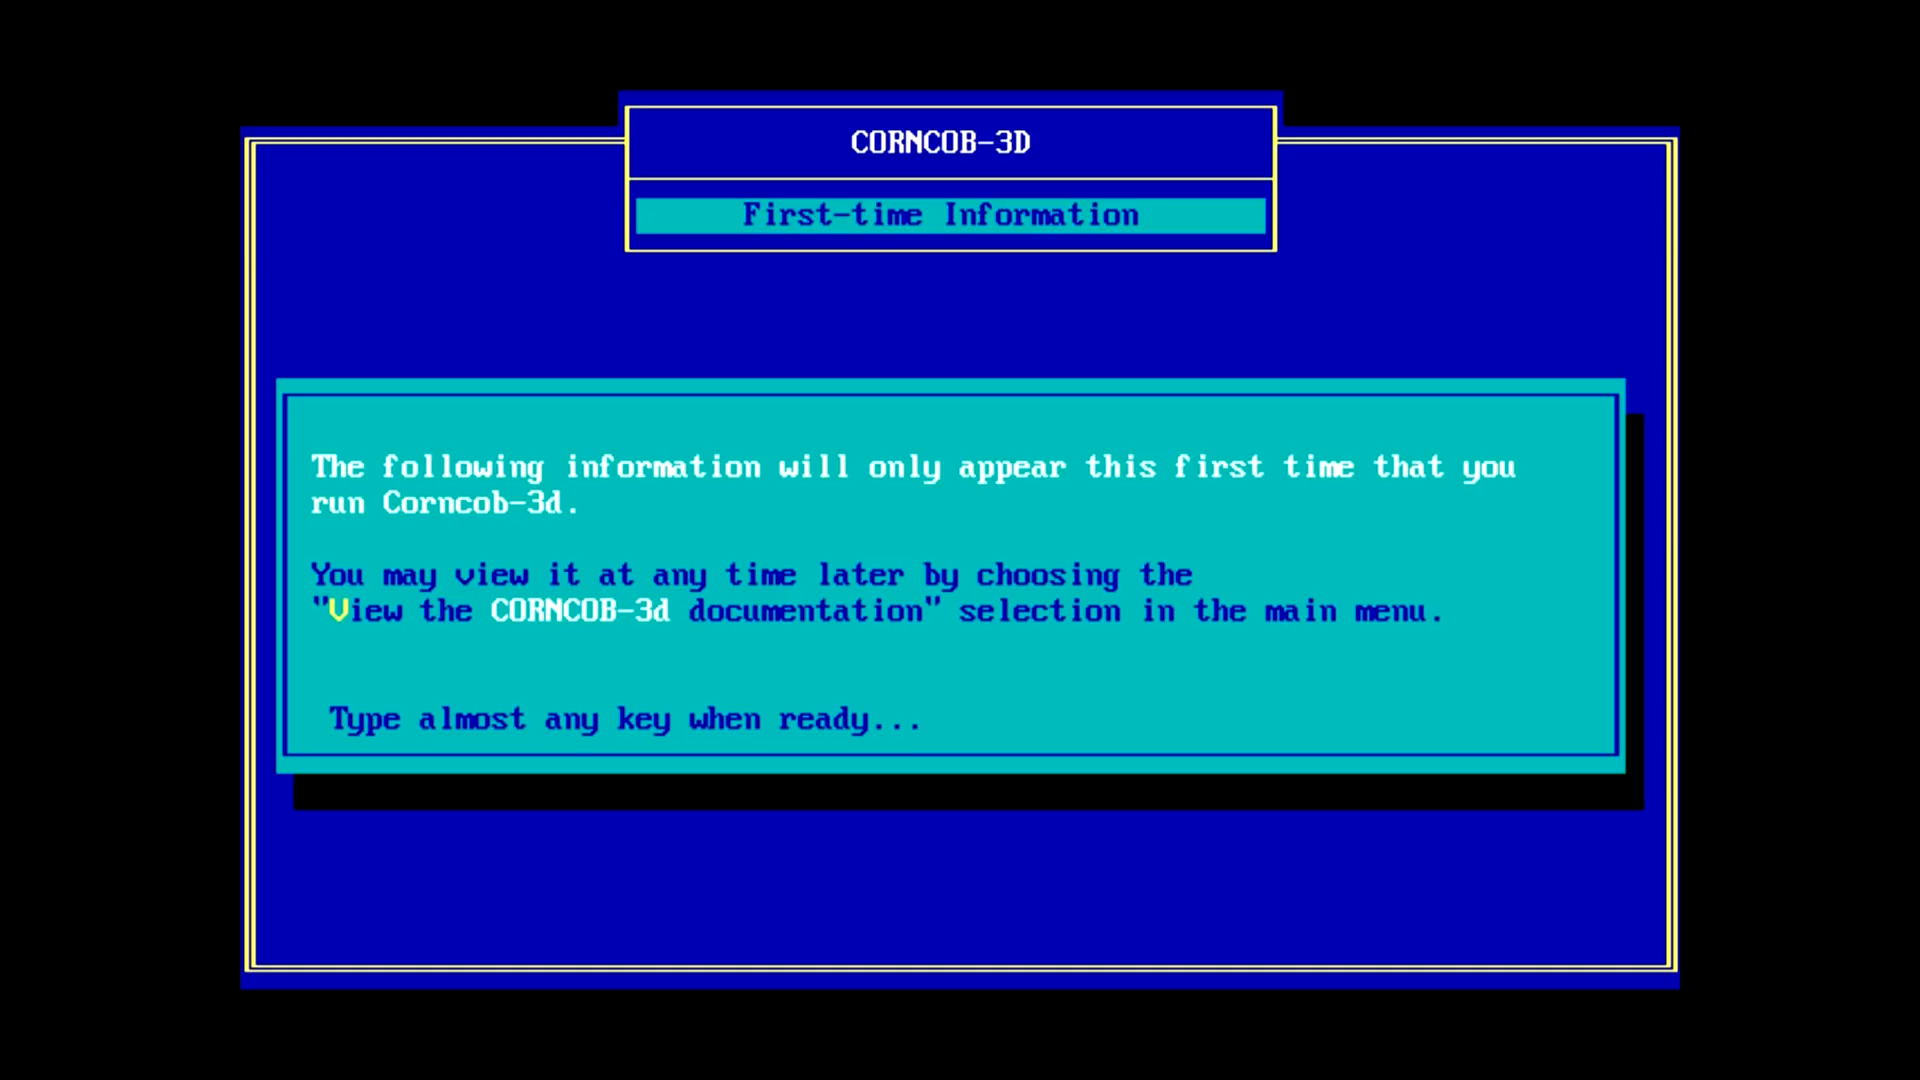 CORNCOB-3D
First-time Information
The following information will only appear this first time that you
run Corncob-3d.
You may view it at any time later by choosing the
"View the CORNCOB-3d documentation" selection in the main menu.
Type almost any key when ready...